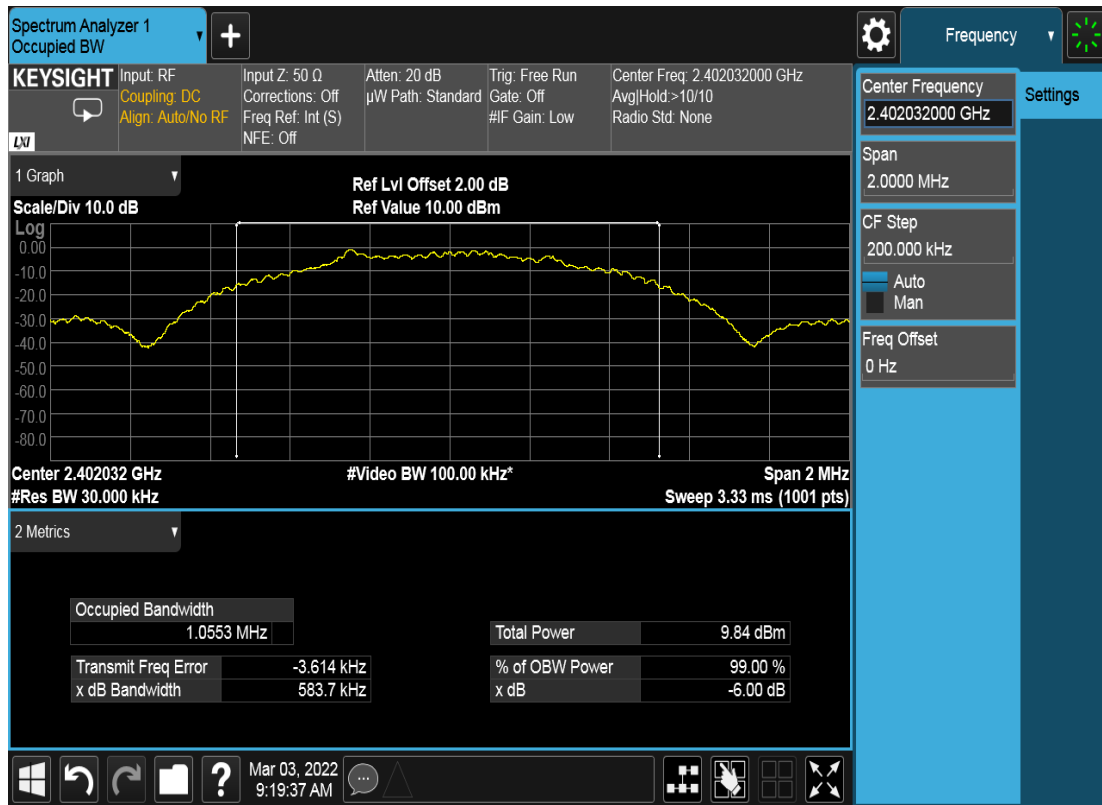 Spectrum Analyzer 1
Occupied BW
+
Frequency
KEYSIGHT
LXI
Input: RF
Coupling: DC
Align: Auto/No RF
Input Z: 50 Ω
Corrections: Off
Freq Ref: Int (S)
NFE: Off
Atten: 20 dB
µW Path: Standard
Trig: Free Run
Gate: Off
#IF Gain: Low
Center Freq: 2.402032000 GHz
Avg|Hold:>10/10
Radio Std: None
Center Frequency
2.402032000 GHz
Settings
Span
2.0000 MHz
CF Step
200.000 kHz
Auto
Man
Freq Offset
0 Hz
1 Graph
Scale/Div 10.0 dB
Ref Lvl Offset 2.00 dB
Ref Value 10.00 dBm
Log
0.00
-10.0
-20.0
-30.0
-40.0
-50.0
-60.0
-70.0
-80.0
Center 2.402032 GHz
#Video BW 100.00 kHz*
Span 2 MHz
#Res BW 30.000 kHz
Sweep 3.33 ms (1001 pts)
2 Metrics
Occupied Bandwidth
1.0553 MHz
Total Power 9.84 dBm
Transmit Freq Error -3.614 kHz
% of OBW Power 99.00 %
x dB Bandwidth 583.7 kHz
x dB -6.00 dB
?
Mar 03, 2022
9:19:37 AM